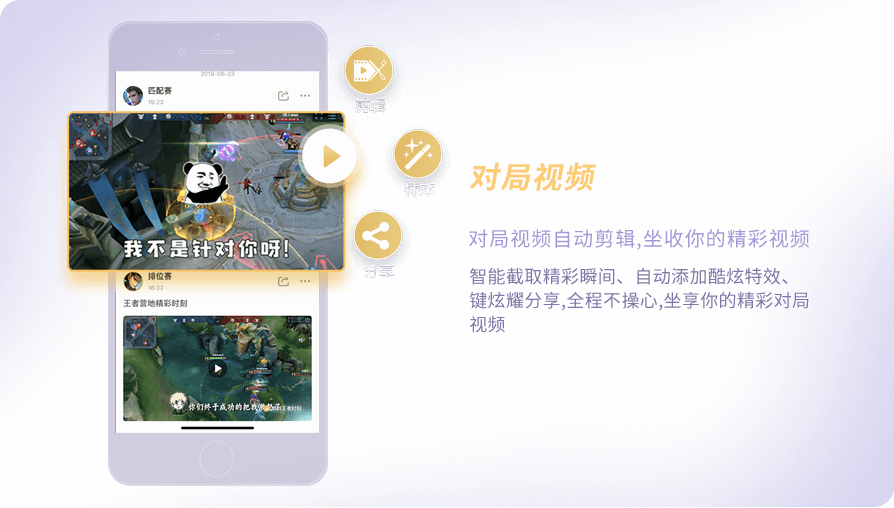 2019-06-23
匹配赛
19:23
剪辑
特效
我不是针对你呀!
分享
排位赛
16:32
王者营地精彩时刻
你们终于成功的把我
王者时刻
对局视频
对局视频自动剪辑,坐收你的精彩视频
智能截取精彩瞬间、自动添加酷炫特效、
键炫耀分享,全程不操心,坐享你的精彩对局
视频